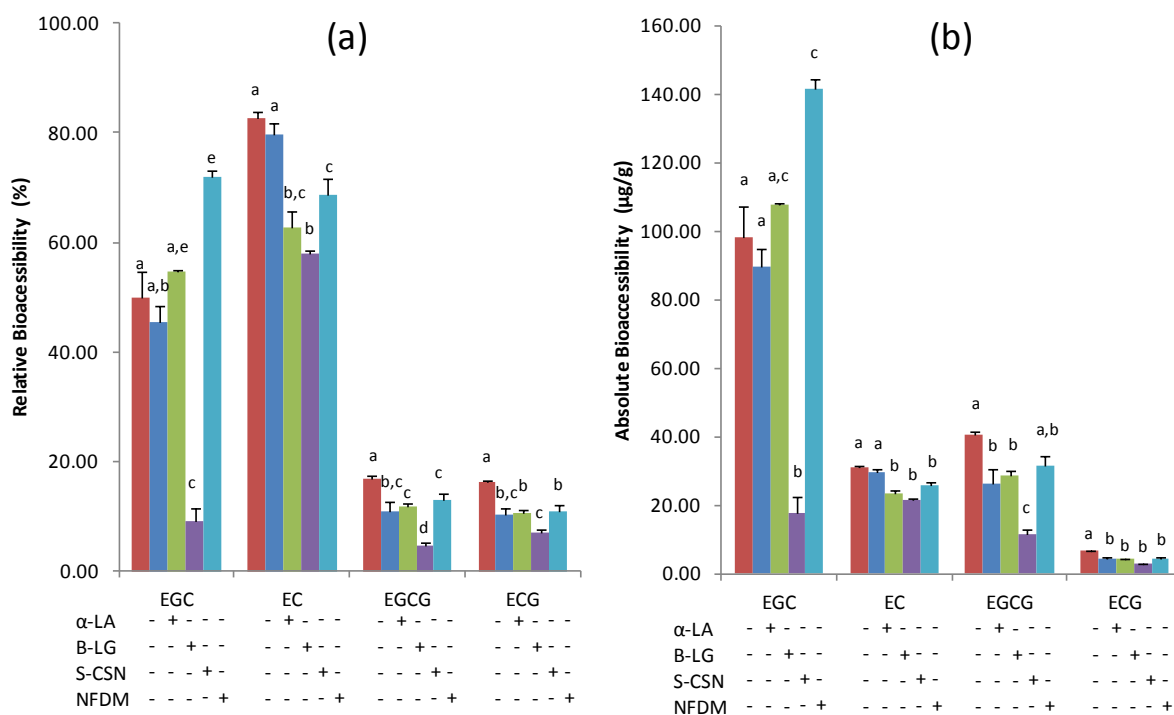 (a)
Relative Bioacessibility (%)
100.00
80.00
60.00
40.00
20.00
0.00
a
a,b
a,e
c
e
a
a
b,c
b
c
a
b,c
c
d
c
a
b,c
b
c
b
EGC EC EGCG ECG
α-LA - + - - - - + - - - - + - - - - + - - -
B-LG - - + - - - - + - - - - + - - - - + - -
S-CSN - - - + - - - - + - - - - + - - - - + -
NFDM - - - - + - - - - + - - - - + - - - - +
(b)
Absolute Bioaccessibility (µg/g)
160.00
140.00
120.00
100.00
80.00
60.00
40.00
20.00
0.00
a
a
a,c
b
c
a
a
b
b
b
a
b
b
c
a,b
a
b
b
b
b
EGC EC EGCG ECG
α-LA - + - - - - + - - - - + - - - - + - - -
B-LG - - + - - - - + - - - - + - - - - + - -
S-CSN - - - + - - - - + - - - - + - - - - + -
NFDM - - - - + - - - - + - - - - + - - - - +